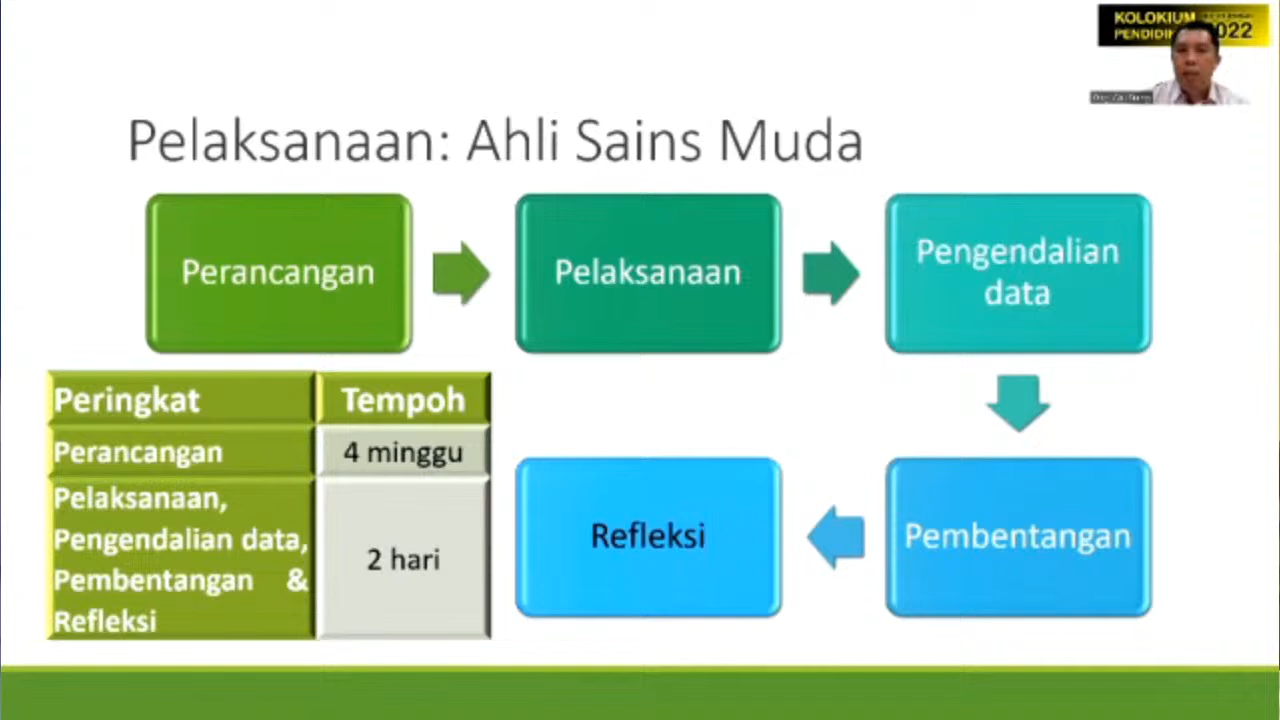 KOLOKIUM
2022
Pelaksanaan: Ahli Sains Muda
Perancangan
Pelaksanaan
Pengendalian
data
Peringkat Tempoh
Perancangan 4 minggu
Pelaksanaan,
Pengendalian data,
Pembentangan &
Refleksi
2 hari
Refleksi
Pembentangan